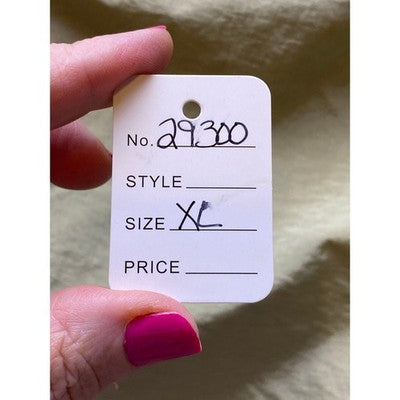 No. 29300
STYLE
SIZE XL
PRICE